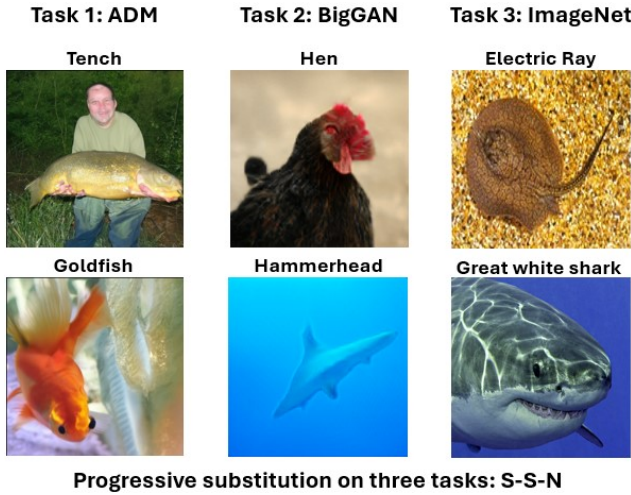 Task 1: ADM
Task 2: BigGAN
Task 3: ImageNet
Tench
Hen
Electric Ray
Goldfish
Hammerhead
Great white shark
Progressive substitution on three tasks: S-S-N